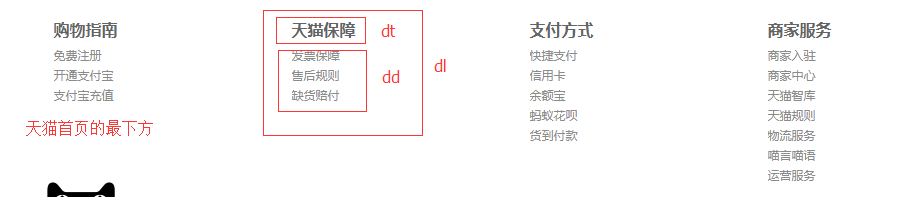 购物指南
免费注册
开通支付宝
支付宝充值
天猫首页的最下方
天猫保障
dt
发票保障
售后规则
缺货赔付
dd
dl
支付方式
快捷支付
信用卡
余额宝
蚂蚁花呗
货到付款
商家服务
商家入驻
商家中心
天猫智库
天猫规则
物流服务
喵言喵语
运营服务